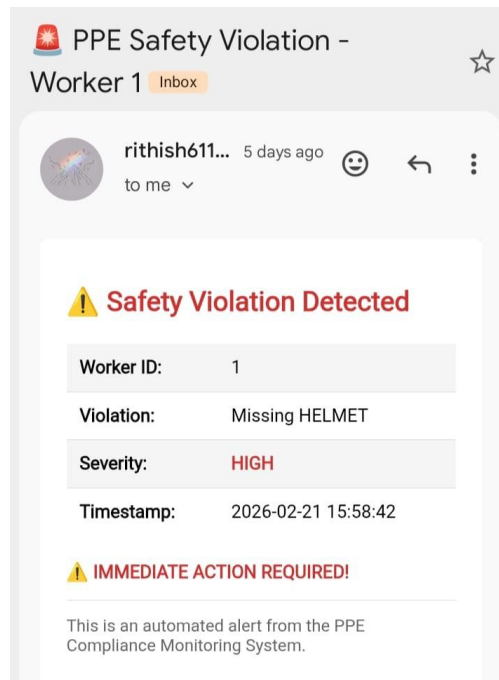 🚨 PPE Safety Violation -
Worker 1 Inbox
rithish611... 5 days ago
to me
⚠️ Safety Violation Detected
Worker ID: 1
Violation: Missing HELMET
Severity: HIGH
Timestamp: 2026-02-21 15:58:42
⚠️ IMMEDIATE ACTION REQUIRED!
This is an automated alert from the PPE
Compliance Monitoring System.